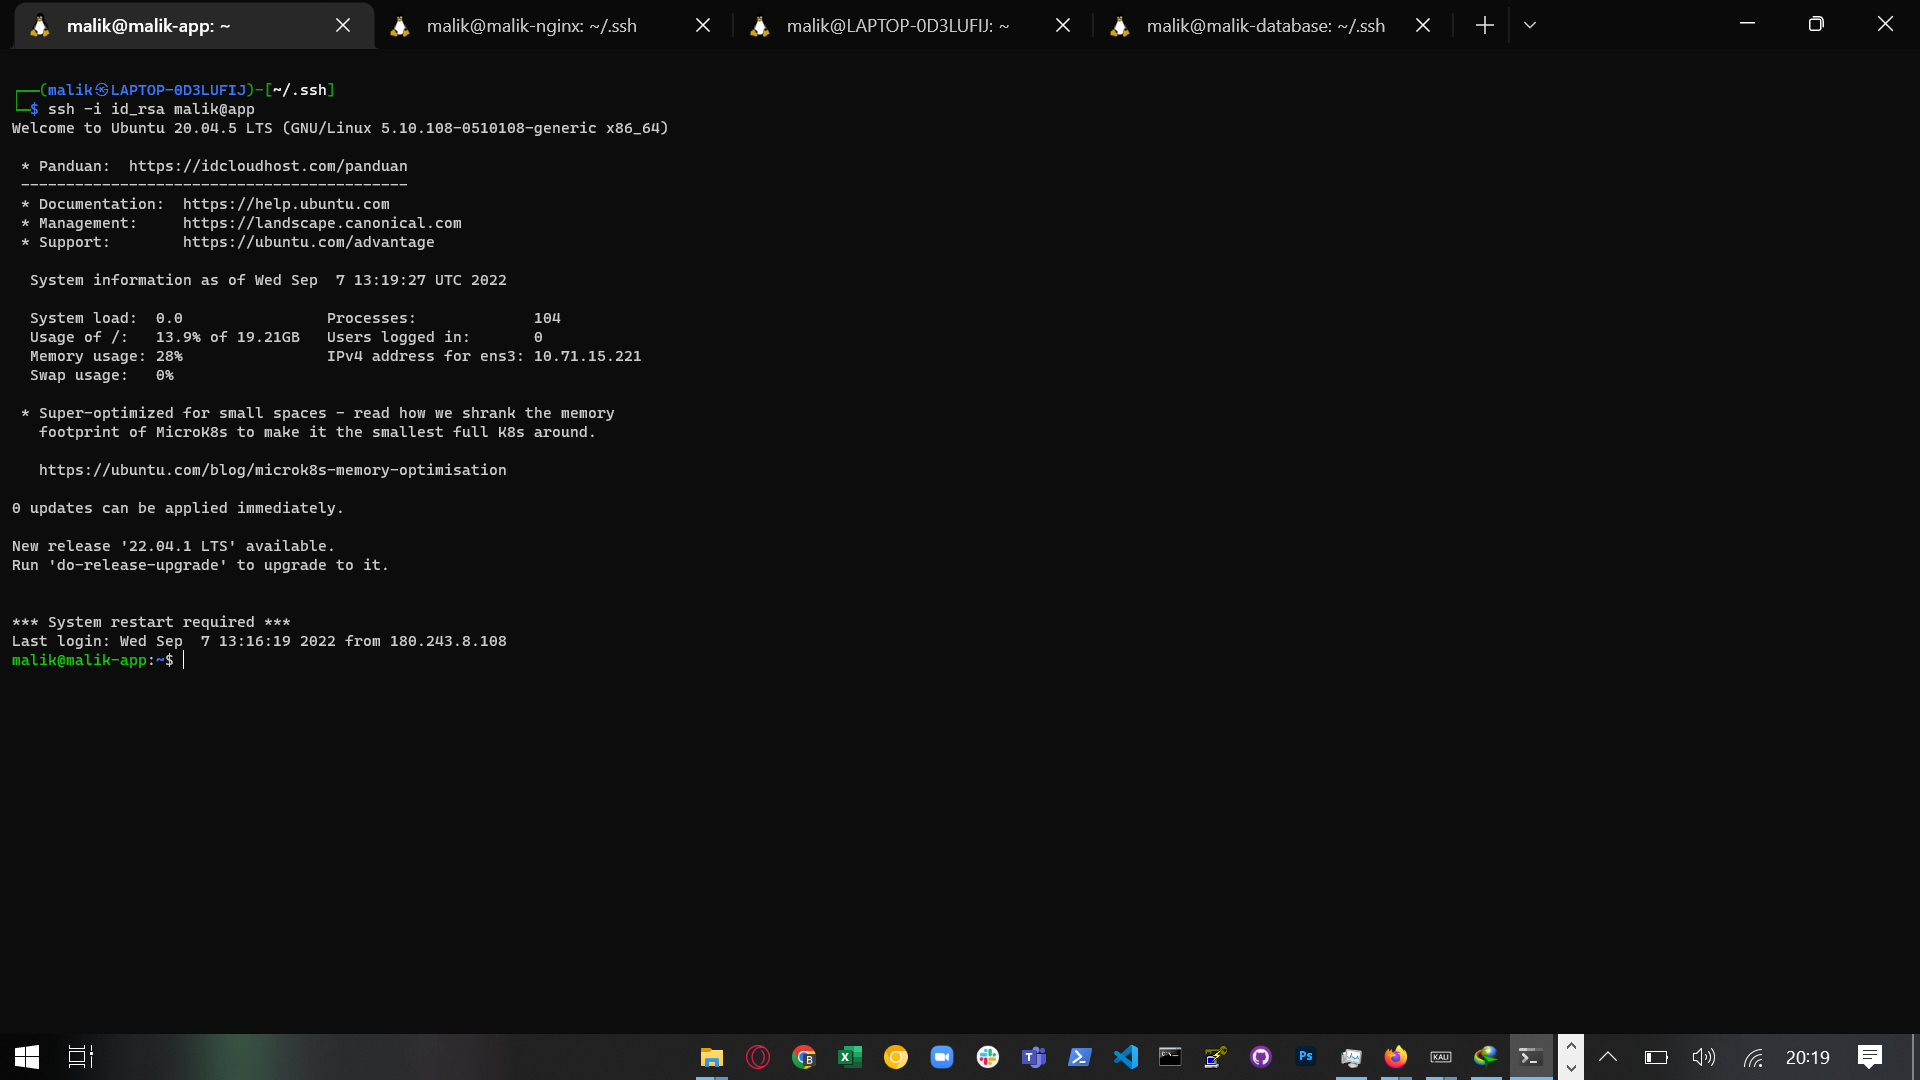 malik@malik-app: ~
malik@malik-nginx: ~/.ssh
malik@LAPTOP-0D3LUFIJ: ~
malik@malik-database: ~/.ssh
┌──(malik㉿LAPTOP-0D3LUFIJ)-[~/.ssh]
└─$ ssh -i id_rsa malik@app
Welcome to Ubuntu 20.04.5 LTS (GNU/Linux 5.10.108-0510108-generic x86_64)
* Panduan:  https://idcloudhost.com/panduan
-------------------------------------------
* Documentation:  https://help.ubuntu.com
* Management:     https://landscape.canonical.com
* Support:        https://ubuntu.com/advantage
System information as of Wed Sep  7 13:19:27 UTC 2022
System load:  0.0                Processes:             104
Usage of /:   13.9% of 19.21GB   Users logged in:       0
Memory usage: 28%                IPv4 address for ens3: 10.71.15.221
Swap usage:   0%
* Super-optimized for small spaces - read how we shrank the memory
footprint of MicroK8s to make it the smallest full K8s around.
https://ubuntu.com/blog/microk8s-memory-optimisation
0 updates can be applied immediately.
New release '22.04.1 LTS' available.
Run 'do-release-upgrade' to upgrade to it.
*** System restart required ***
Last login: Wed Sep  7 13:16:19 2022 from 180.243.8.108
malik@malik-app:~$
B
Ps
KALI
20:19